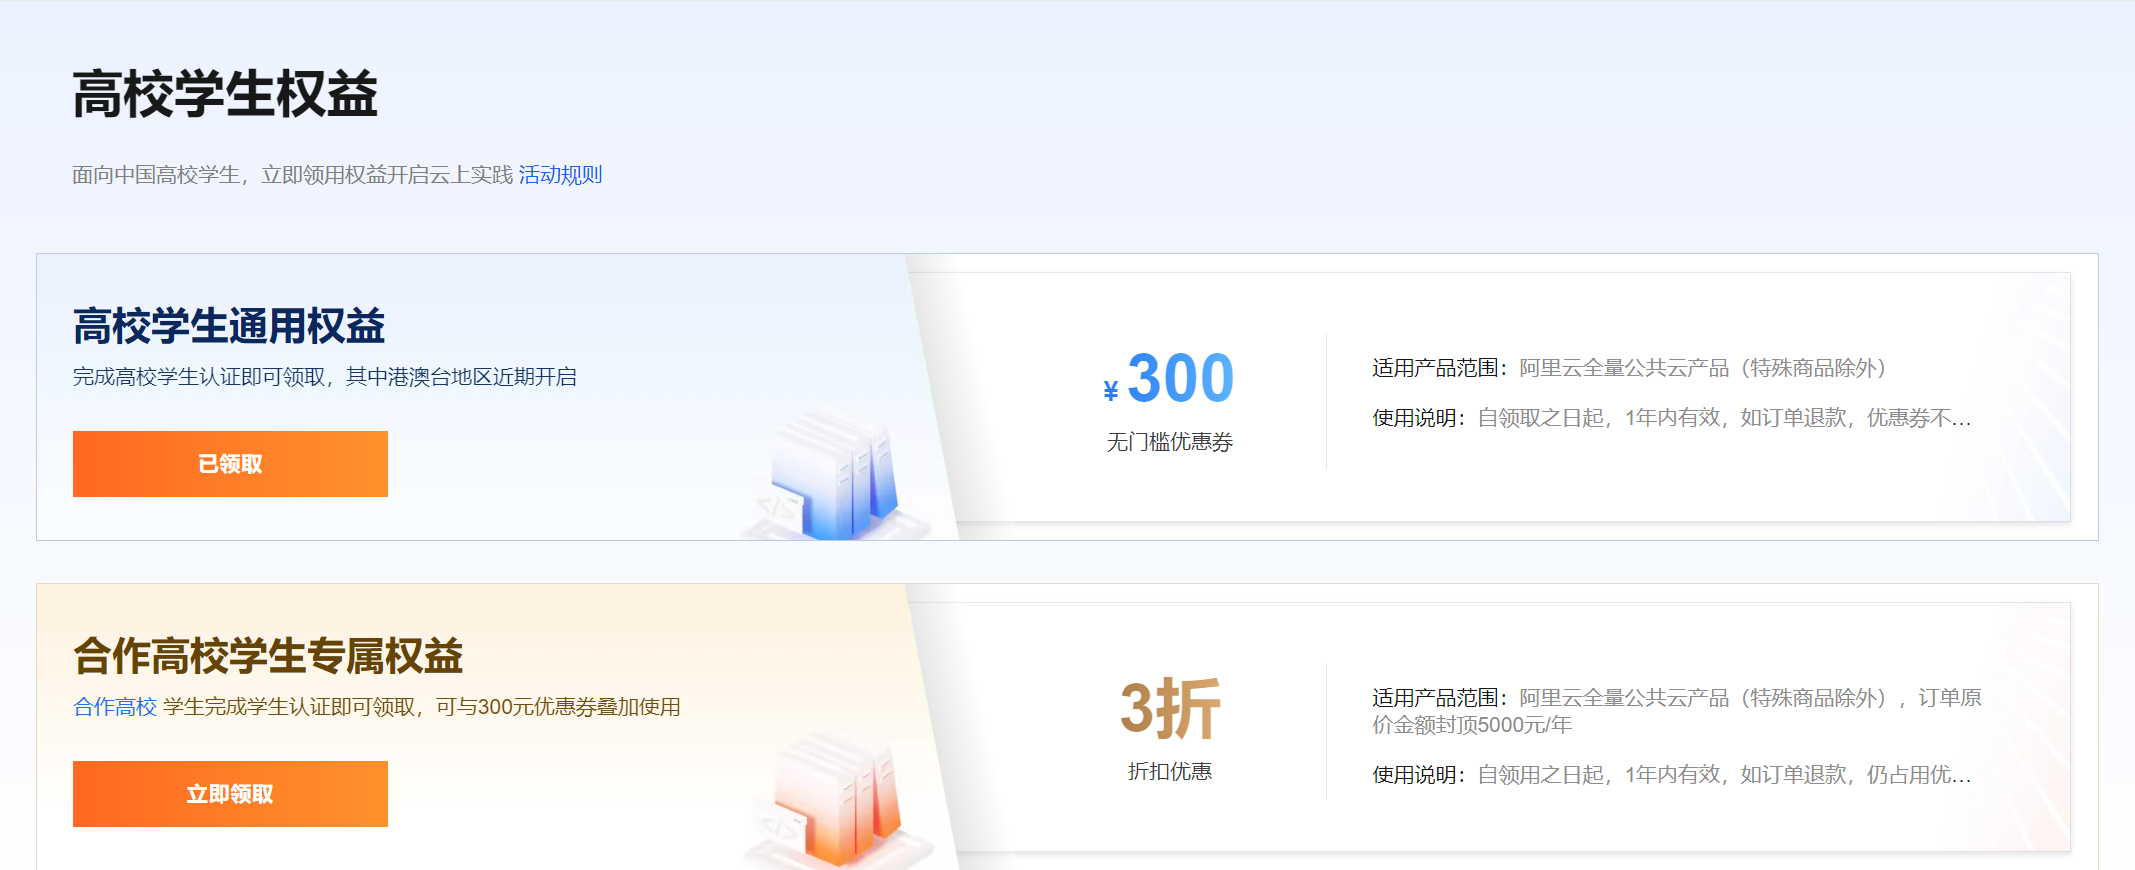 高校学生权益
面向中国高校学生，立即领用权益开启云上实践 活动规则
高校学生通用权益
完成高校学生认证即可领取，其中港澳台地区近期开启
已领取
¥300
无门槛优惠券
适用产品范围：阿里云全量公共云产品（特殊商品除外）
使用说明：自领取之日起，1年内有效，如订单退款，优惠券不...
合作高校学生专属权益
合作高校 学生完成学生认证即可领取，可与300元优惠券叠加使用
立即领取
3折
折扣优惠
适用产品范围：阿里云全量公共云产品（特殊商品除外），订单原
价金额封顶5000元/年
使用说明：自领用之日起，1年内有效，如订单退款，仍占用优...